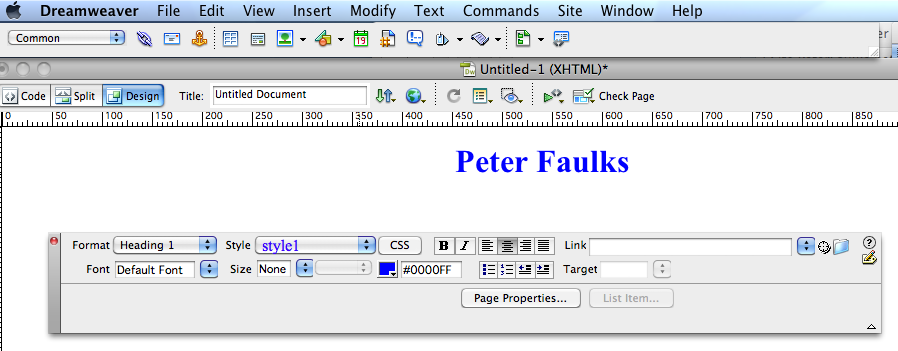 Dreamweaver File Edit View Insert Modify Text Commands Site Window Help
Common 19 er
Untitled-1 (XHTML)*
Code Split Design Title: Untitled Document Check Page
0 50 100 150 200 250 300 350 400 450 500 550 600 650 700 750 800 850
Peter Faulks
Format Heading 1 Style style1 CSS B I Link ?
Font Default Font Size None #0000FF Target
Page Properties... List Item...